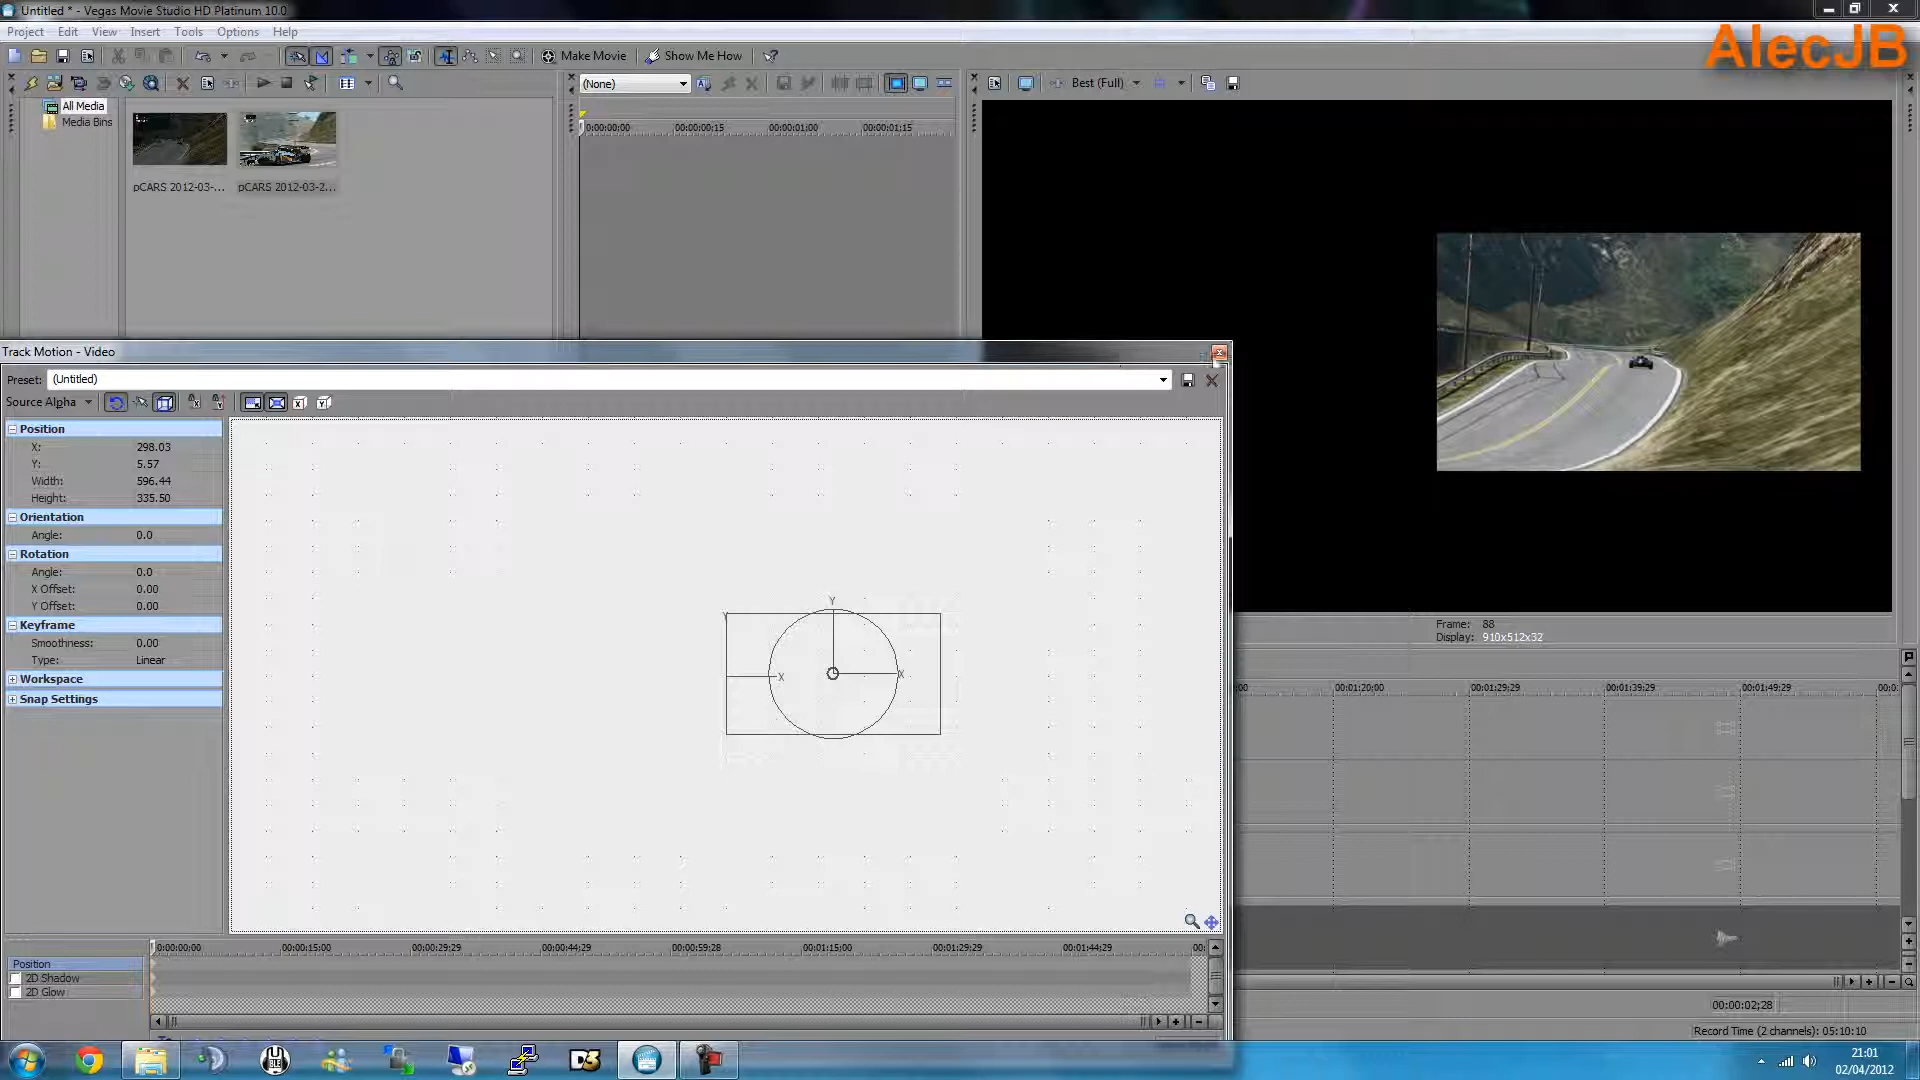 Untitled * - Vegas Movie Studio HD Platinum 10.0
AlecJB
Project Edit View Insert Tools Options Help
Make Movie Show Me How
(None)
Best (Full)
All Media
Media Bins
pCARS 2012-03-... pCARS 2012-03-2...
0:00:00:00 00:00:00:15 00:00:01:00 00:00:01:15
Track Motion - Video
Preset: (Untitled)
Source Alpha
Position
X: 298.03
Y: 5.57
Width: 596.44
Height: 335.50
Orientation
Angle: 0.0
Rotation
Angle: 0.0
X Offset: 0.00
Y Offset: 0.00
Keyframe
Smoothness: 0.00
Type: Linear
Workspace
Snap Settings
Y
Y
X
X
Frame: 88
Display: 910x512x32
:00 00:01:20:00 00:01:29:29 00:01:39:29 00:01:49:29 00:0
0:00:00:00 00:00:15:00 00:00:29:29 00:00:44:29 00:00:59:28 00:01:15:00 00:01:29:29 00:01:44:29 00:
Position
2D Shadow
2D Glow
00:00:02;28
Record Time (2 channels): 05:10:10
UBLE
D3
21:01
02/04/2012